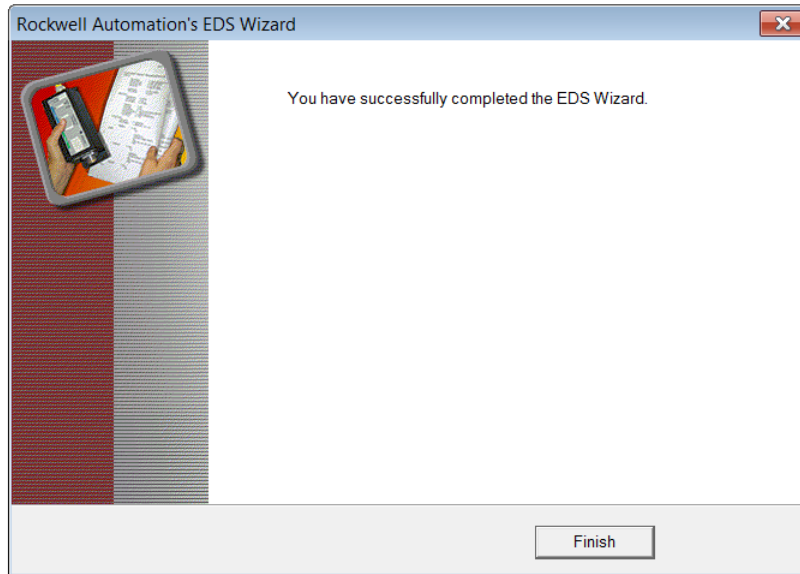 Rockwell Automation's EDS Wizard
You have successfully completed the EDS Wizard.
Finish